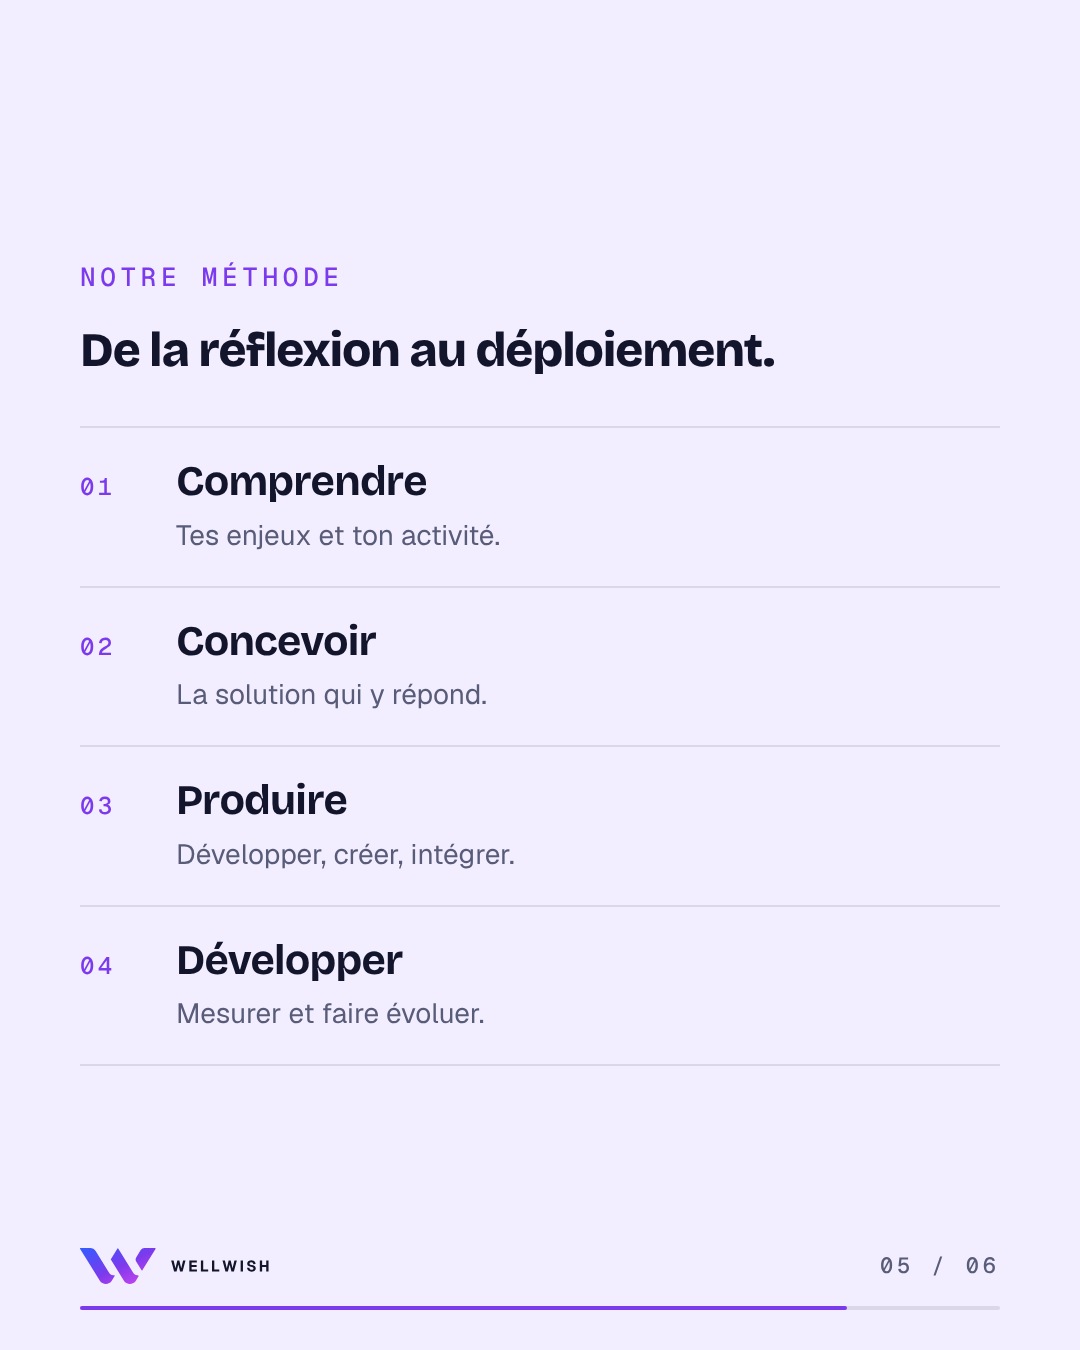 NOTRE MÉTHODE
De la réflexion au déploiement.
01 Comprendre
Tes enjeux et ton activité.
02 Concevoir
La solution qui y répond.
03 Produire
Développer, créer, intégrer.
04 Développer
Mesurer et faire évoluer.
WELLWISH 05 / 06